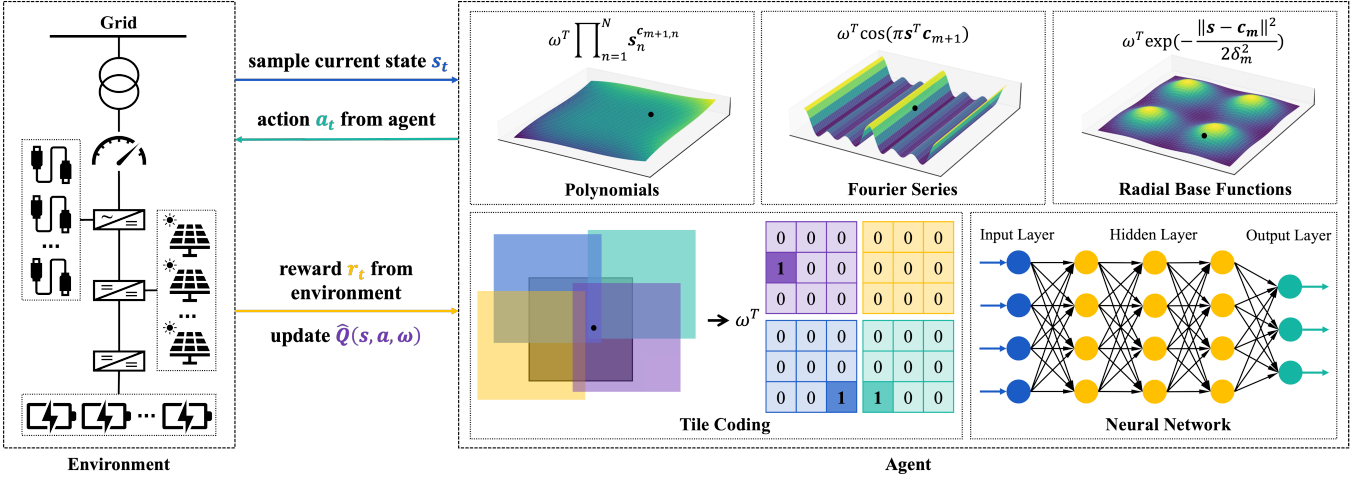 Grid
...
...
...
Environment
sample current state s_t
action a_t from agent
reward r_t from
environment
update Q̂(s, a, ω)
ω^T ∏_{n=1}^{N} s_n^{c_{m+1,n}}
Polynomials
ω^T cos(πs^T c_{m+1})
Fourier Series
ω^T exp(-‖s - c_m‖² / 2δ_m²)
Radial Base Functions
ω^T
0 0 0 0 0 0
1 0 0 0 0 0
0 0 0 0 0 0
0 0 0 0 0 0
0 0 0 0 0 0
0 0 1 1 0 0
Tile Coding
Input Layer Hidden Layer Output Layer
Neural Network
Agent